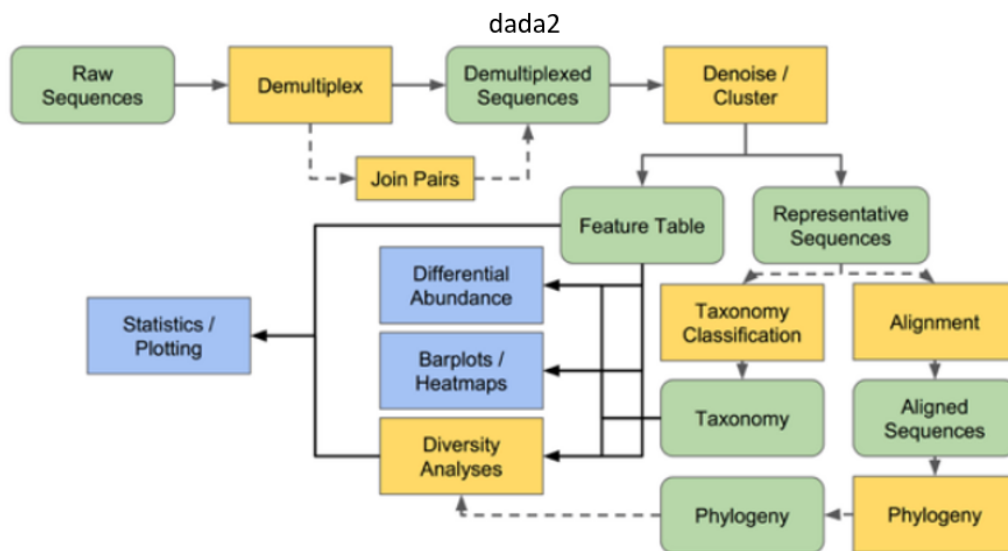 dada2
Raw
Sequences
Demultiplex
Demultiplexed
Sequences
Denoise /
Cluster
Join Pairs
Feature Table
Representative
Sequences
Differential
Abundance
Statistics /
Plotting
Taxonomy
Classification
Alignment
Barplots /
Heatmaps
Taxonomy
Aligned
Sequences
Diversity
Analyses
Phylogeny
Phylogeny